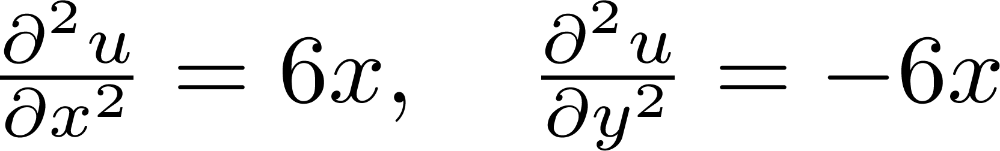 ∂²u/∂x² = 6x, ∂²u/∂y² = −6x